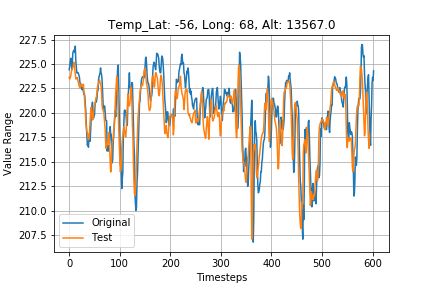 Temp_Lat: -56, Long: 68, Alt: 13567.0
Value Range
227.5
225.0
222.5
220.0
217.5
215.0
212.5
210.0
207.5
Original
Test
0 100 200 300 400 500 600
Timesteps